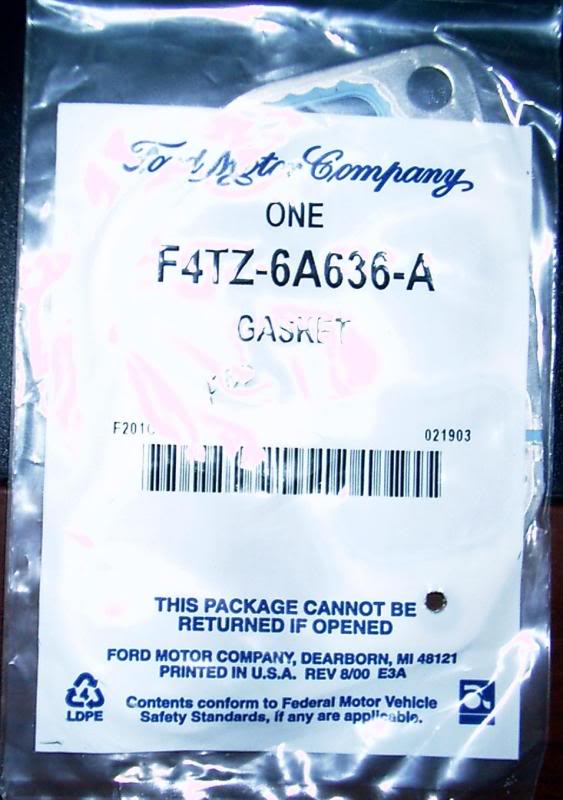 Ford Motor Company
ONE
F4TZ-6A636-A
GASKET
F201 021903
THIS PACKAGE CANNOT BE
RETURNED IF OPENED
FORD MOTOR COMPANY, DEARBORN, MI 48121
PRINTED IN U.S.A. REV 8/00 E3A
4
LDPE
Contents conform to Federal Motor Vehicle
Safety Standards, if any are applicable.